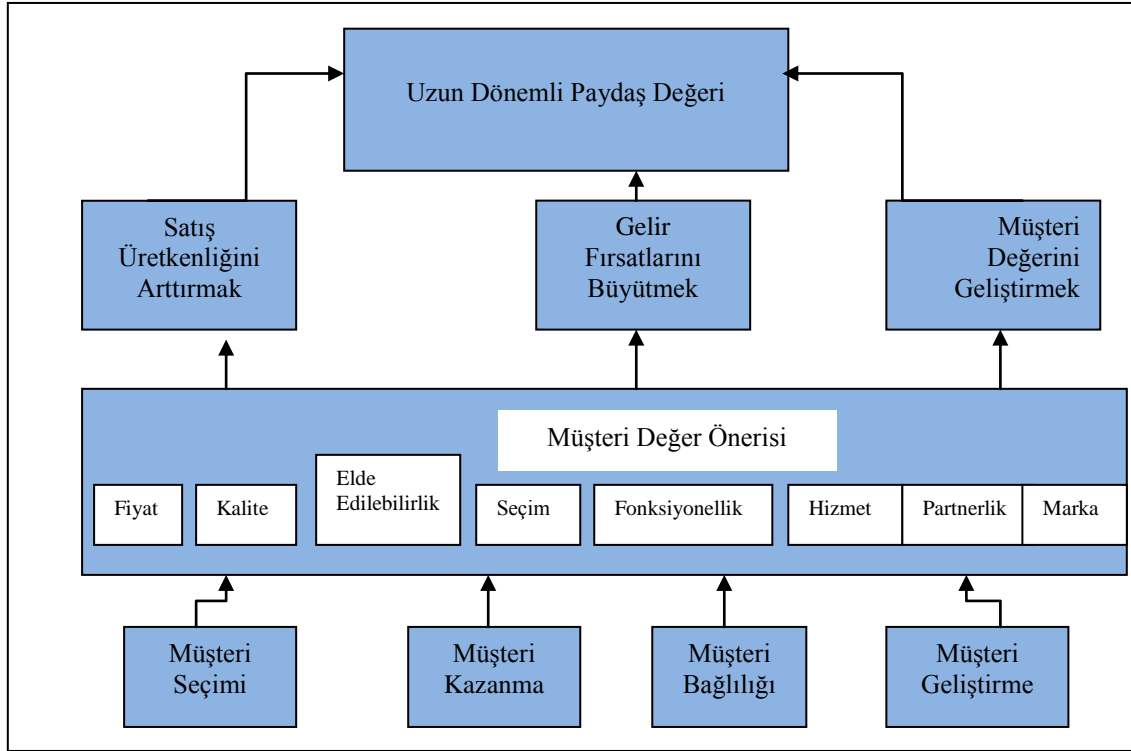 Uzun Dönemli Paydaş Değeri
Satış
Üretkenliğini
Arttırmak
Gelir
Fırsatlarını
Büyütmek
Müşteri
Değerini
Geliştirmek
Müşteri Değer Önerisi
Fiyat
Kalite
Elde
Edilebilirlik
Seçim
Fonksiyonellik
Hizmet
Partnerlik
Marka
Müşteri
Seçimi
Müşteri
Kazanma
Müşteri
Bağlılığı
Müşteri
Geliştirme